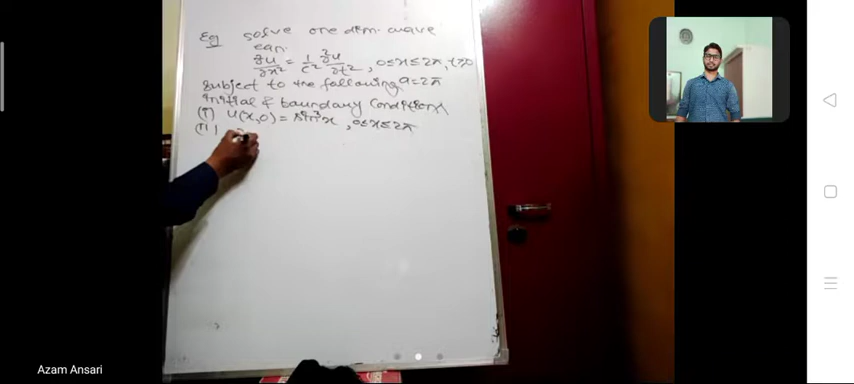 Eg solve one dim. wave
eqn.
∂²u/∂x² = 1/c² ∂²u/∂t² , 0≤x≤2π, t≥0
Subject to the following a=2π
initial & boundary Conditions
(i) u(x,0) = sin³x , 0≤x≤2π
(ii)
Azam Ansari